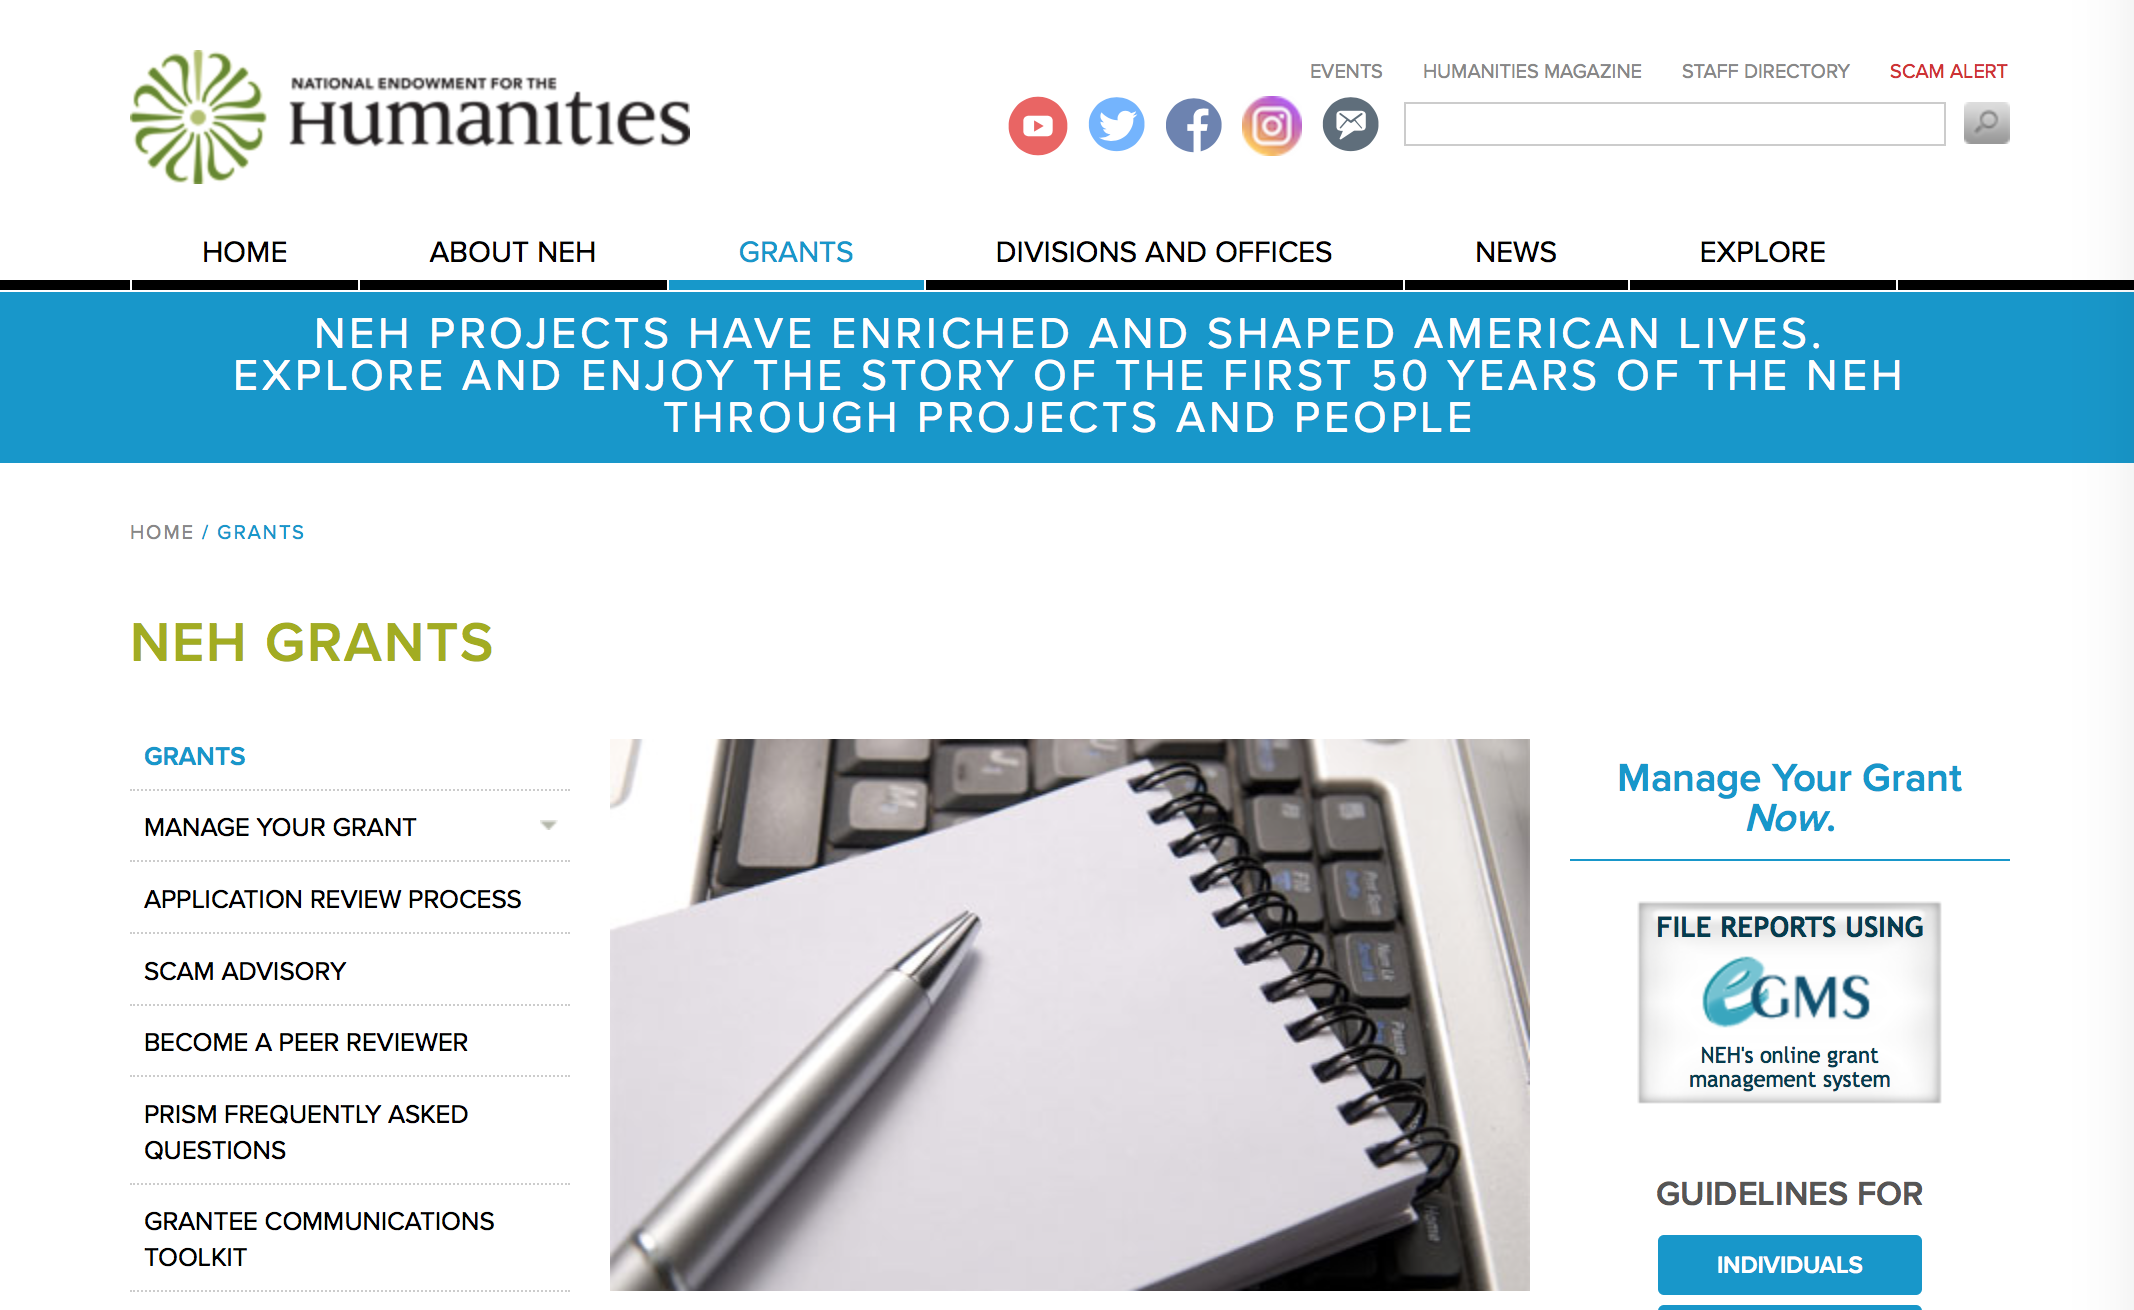 NATIONAL ENDOWMENT FOR THE
Humanities
EVENTS
HUMANITIES MAGAZINE
STAFF DIRECTORY
SCAM ALERT
HOME
ABOUT NEH
GRANTS
DIVISIONS AND OFFICES
NEWS
EXPLORE
NEH PROJECTS HAVE ENRICHED AND SHAPED AMERICAN LIVES.
EXPLORE AND ENJOY THE STORY OF THE FIRST 50 YEARS OF THE NEH
THROUGH PROJECTS AND PEOPLE
HOME / GRANTS
NEH GRANTS
GRANTS
MANAGE YOUR GRANT
APPLICATION REVIEW PROCESS
SCAM ADVISORY
BECOME A PEER REVIEWER
PRISM FREQUENTLY ASKED
QUESTIONS
GRANTEE COMMUNICATIONS
TOOLKIT
Home
Manage Your Grant
Now.
FILE REPORTS USING
eGMS
NEH's online grant
management system
GUIDELINES FOR
INDIVIDUALS